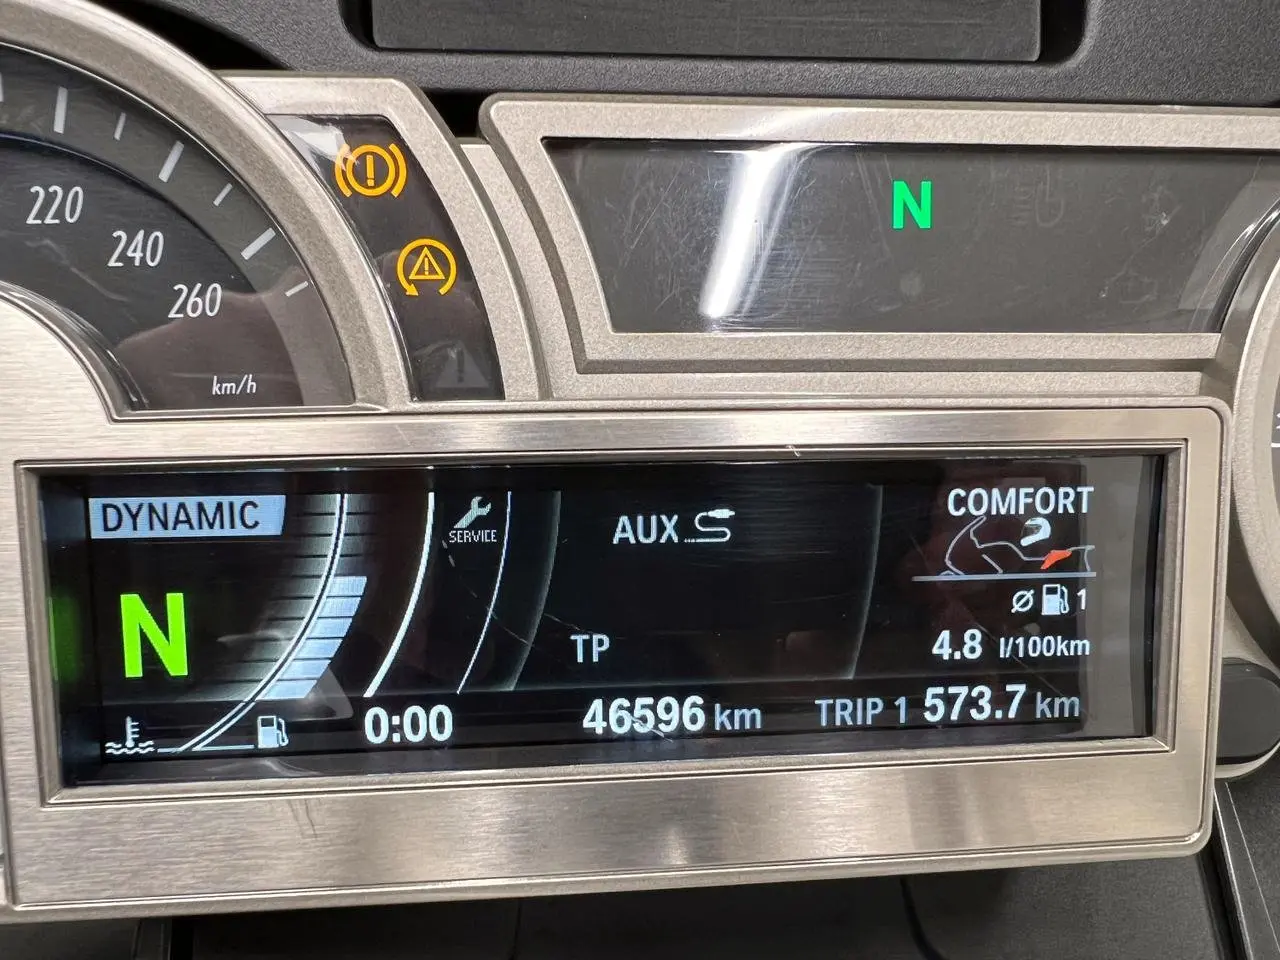 220
240
260
km/h
N
DYNAMIC
N
SERVICE
AUX
TP
COMFORT
Ø 1
4.8 l/100km
0:00
46596 km
TRIP 1 573.7 km